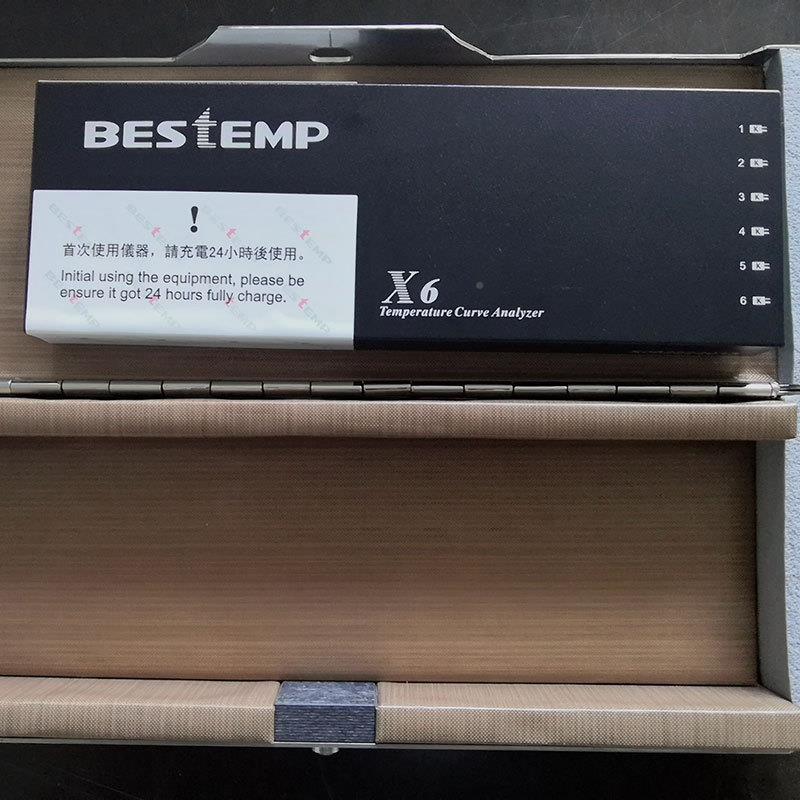 BESTEMP
1 K
2 K
3 K
4 K
5 K
6 K
!
首次使用儀器，請充電24小時後使用。
Initial using the equipment, please be
ensure it got 24 hours fully charge.
X6
Temperature Curve Analyzer